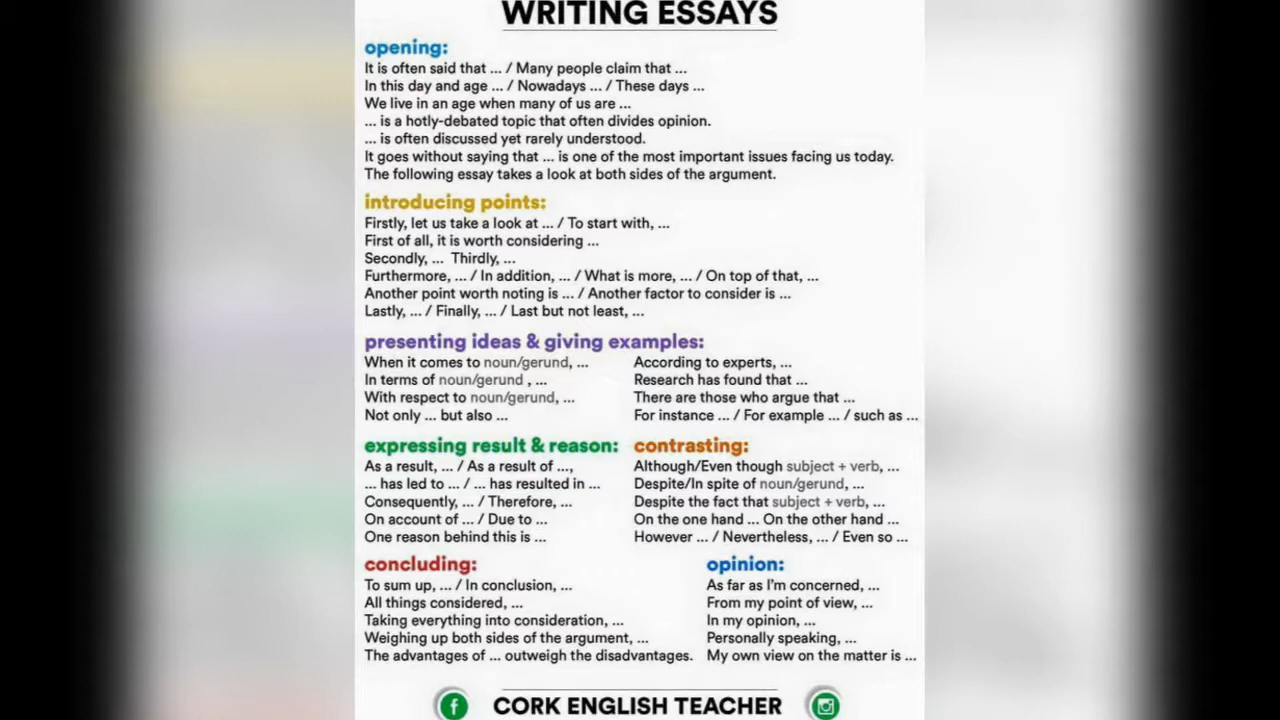 WRITING ESSAYS
opening:
It is often said that ... / Many people claim that ...
In this day and age ... / Nowadays ... / These days ...
We live in an age when many of us are ...
... is a hotly-debated topic that often divides opinion.
... is often discussed yet rarely understood.
It goes without saying that ... is one of the most important issues facing us today.
The following essay takes a look at both sides of the argument.
introducing points:
Firstly, let us take a look at ... / To start with, ...
First of all, it is worth considering ...
Secondly, ... Thirdly, ...
Furthermore, ... / In addition, ... / What is more, ... / On top of that, ...
Another point worth noting is ... / Another factor to consider is ...
Lastly, ... / Finally, ... / Last but not least, ...
presenting ideas & giving examples:
When it comes to noun/gerund, ...
In terms of noun/gerund , ...
With respect to noun/gerund, ...
Not only ... but also ...
According to experts, ...
Research has found that ...
There are those who argue that ...
For instance ... / For example ... / such as ...
expressing result & reason:
As a result, ... / As a result of ...,
... has led to ... / ... has resulted in ...
Consequently, ... / Therefore, ...
On account of ... / Due to ...
One reason behind this is ...
contrasting:
Although/Even though subject + verb, ...
Despite/In spite of noun/gerund, ...
Despite the fact that subject + verb, ...
On the one hand ... On the other hand ...
However ... / Nevertheless, ... / Even so ...
concluding:
To sum up, ... / In conclusion, ...
All things considered, ...
Taking everything into consideration, ...
Weighing up both sides of the argument, ...
The advantages of ... outweigh the disadvantages.
opinion:
As far as I'm concerned, ...
From my point of view, ...
In my opinion, ...
Personally speaking, ...
My own view on the matter is ...
CORK ENGLISH TEACHER